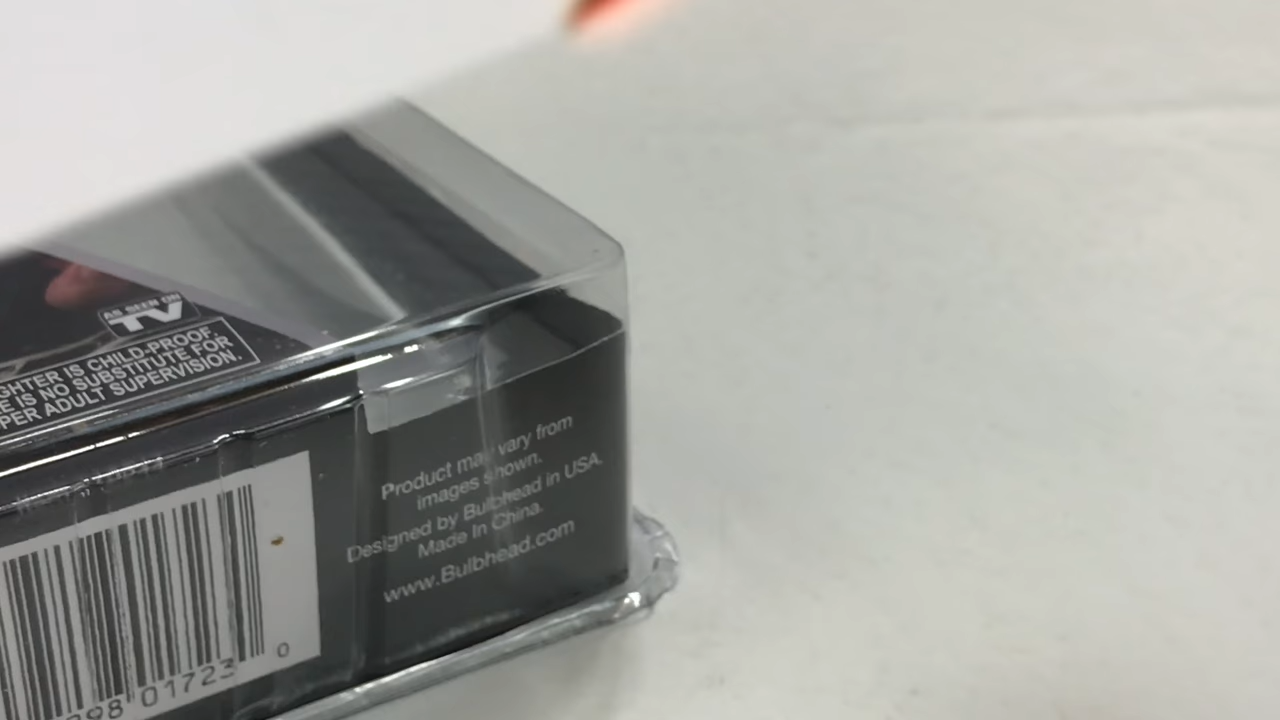 AS SEEN ON
TV
GHTER IS CHILD-PROOF,
E IS NO SUBSTITUTE FOR
PER ADULT SUPERVISION.
Product may vary from
images shown.
Designed by Bulbhead in USA.
Made In China.
www.Bulbhead.com
98 01723 0